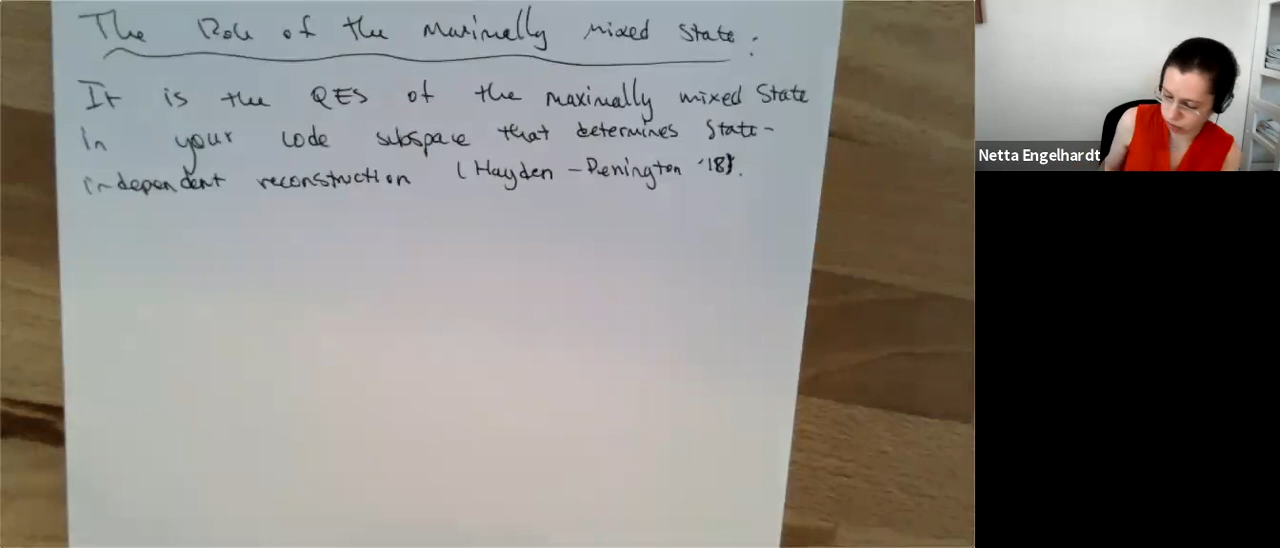 The Role of the Maximally mixed State:
It is the QES of the maximally mixed State
in your code subspace that determines State-
independent reconstruction (Hayden - Penington '18).
Netta Engelhardt